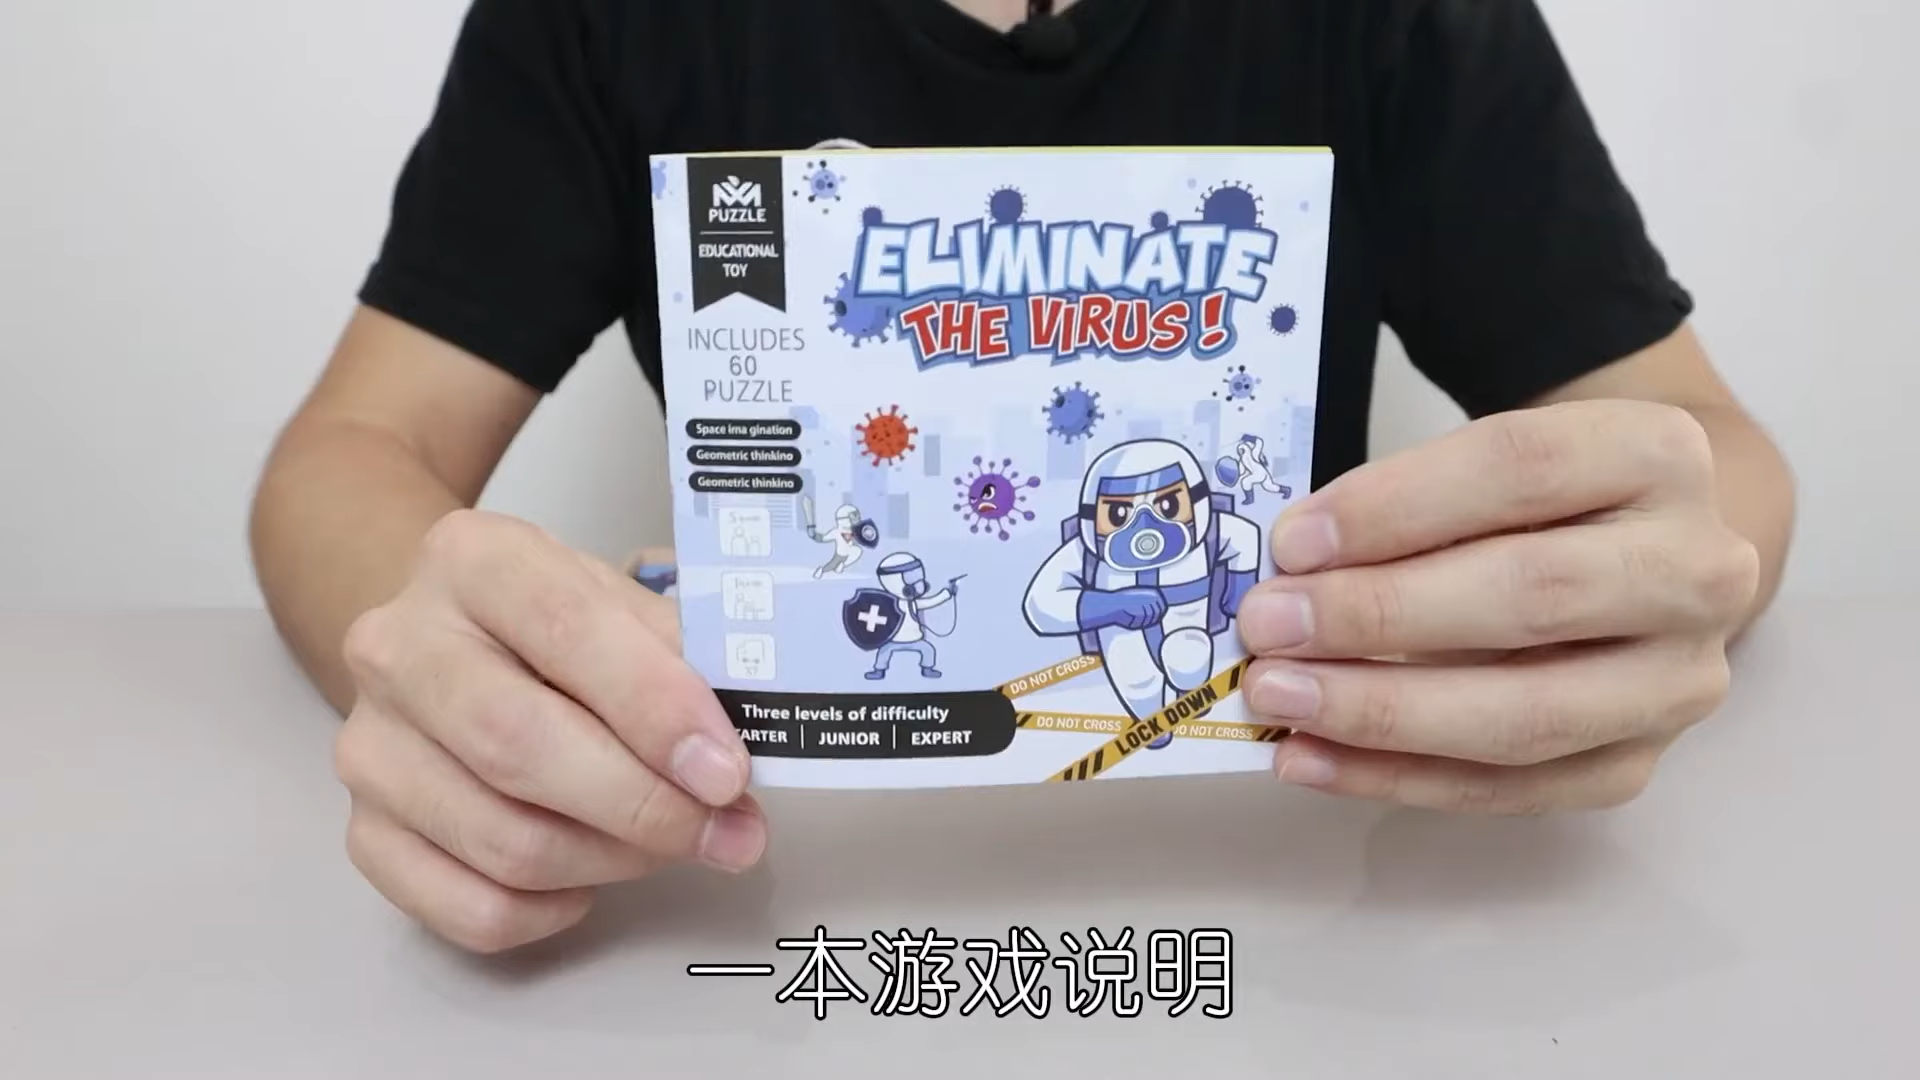 PUZZLE
EDUCATIONAL
TOY
INCLUDES
60
PUZZLE
Space ima gination
Geometric thinkino
Geometric thinkino
ELIMINATE
THE VIRUS!
Three levels of difficulty
TARTER | JUNIOR | EXPERT
DO NOT CROSS
DO NOT CROSS
LOCK DOWN
DO NOT CROSS
一本游戏说明